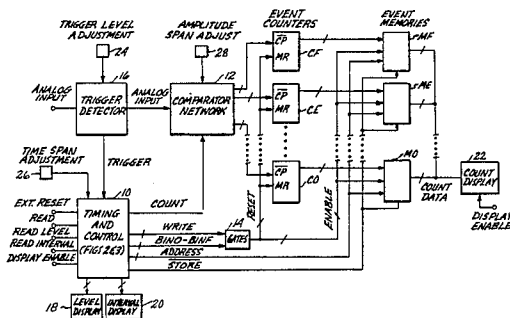 TRIGGER LEVEL
ADJUSTMENT
24
AMPLITUDE
SPAN ADJUST
28
EVENT
COUNTERS
EVENT
MEMORIES
MF
16
12
CP
MR
CF
ANALOG
INPUT
TRIGGER
DETECTOR
ANALOG
INPUT
COMPARATOR
NETWORK
CP
MR
CE
ME
TIME SPAN
ADJUSTMENT
26
TRIGGER
CP
MR
CO
MO
22
COUNT
DISPLAY
COUNT
DATA
DISPLAY
ENABLE
10
COUNT
RESET
ENABLE
EXT. RESET
READ
READ LEVEL
READ INTERVAL
DISPLAY ENABLE
TIMING
AND
CONTROL
(FIGS 2&3)
WRITE
BINO-BINF
ADDRESS
STORE
14
GATES
18
LEVEL
DISPLAY
INTERVAL
DISPLAY
20